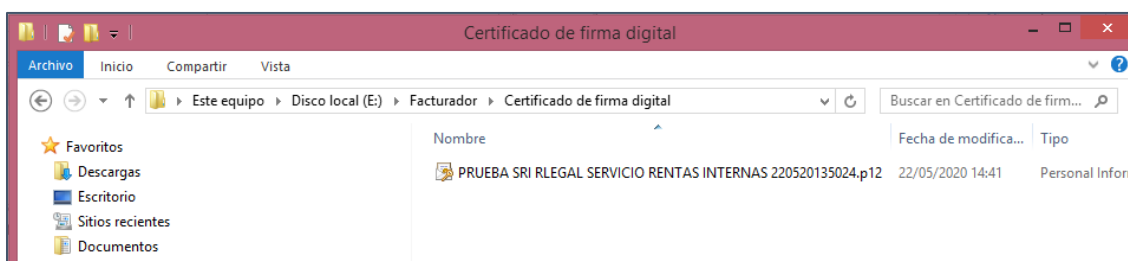 Certificado de firma digital
Archivo Inicio Compartir Vista
Este equipo Disco local (E:) Facturador Certificado de firma digital Buscar en Certificado de firm...
Favoritos
Descargas
Escritorio
Sitios recientes
Documentos
Nombre Fecha de modifica... Tipo
PRUEBA SRI RLEGAL SERVICIO RENTAS INTERNAS 220520135024.p12 22/05/2020 14:41 Personal Infor